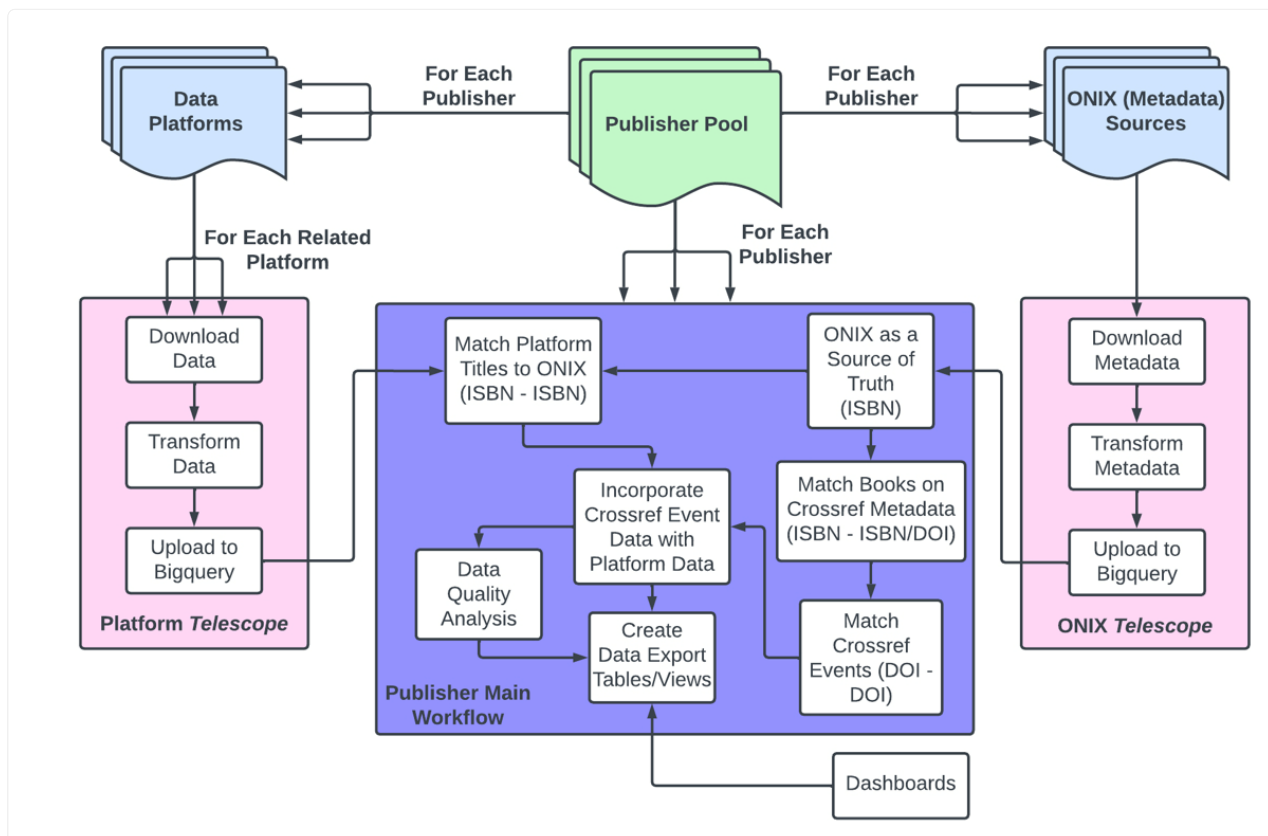 Data
Platforms
For Each
Publisher
Publisher Pool
For Each
Publisher
ONIX (Metadata)
Sources
For Each Related
Platform
For Each
Publisher
Download
Data
Transform
Data
Upload to
Bigquery
Platform Telescope
Match Platform
Titles to ONIX
(ISBN - ISBN)
ONIX as a
Source of
Truth
(ISBN)
Incorporate
Crossref Event
Data with
Platform Data
Match Books on
Crossref Metadata
(ISBN - ISBN/DOI)
Data
Quality
Analysis
Create
Data Export
Tables/Views
Match
Crossref
Events (DOI -
DOI)
Publisher Main
Workflow
Download
Metadata
Transform
Metadata
Upload to
Bigquery
ONIX Telescope
Dashboards